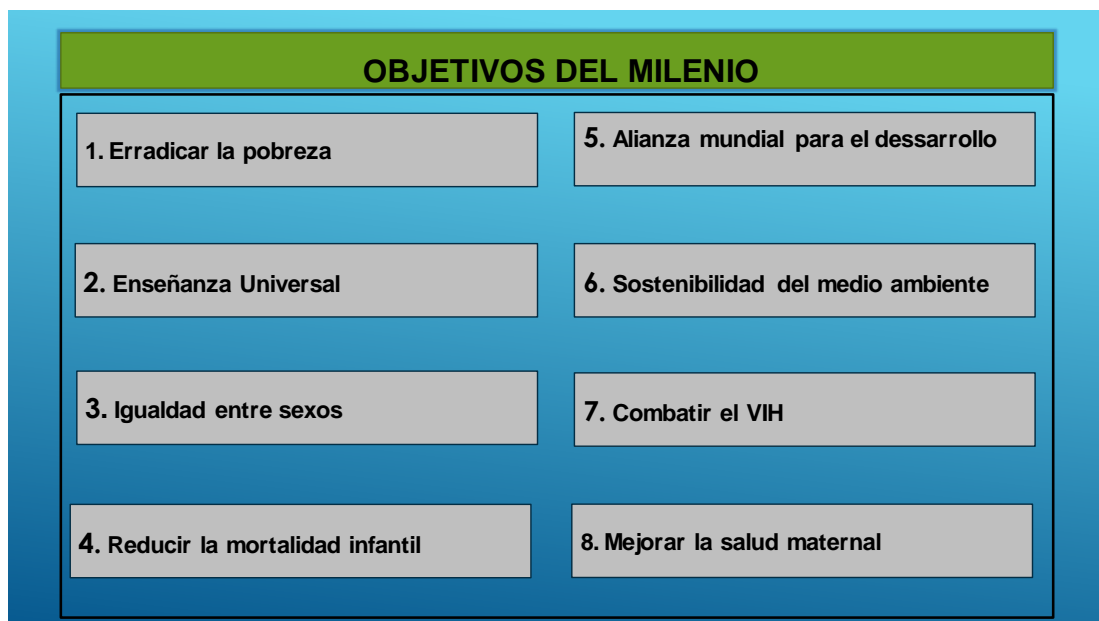 OBJETIVOS DEL MILENIO
1. Erradicar la pobreza
2. Enseñanza Universal
3. Igualdad entre sexos
4. Reducir la mortalidad infantil
5. Alianza mundial para el dessarrollo
6. Sostenibilidad del medio ambiente
7. Combatir el VIH
8. Mejorar la salud maternal